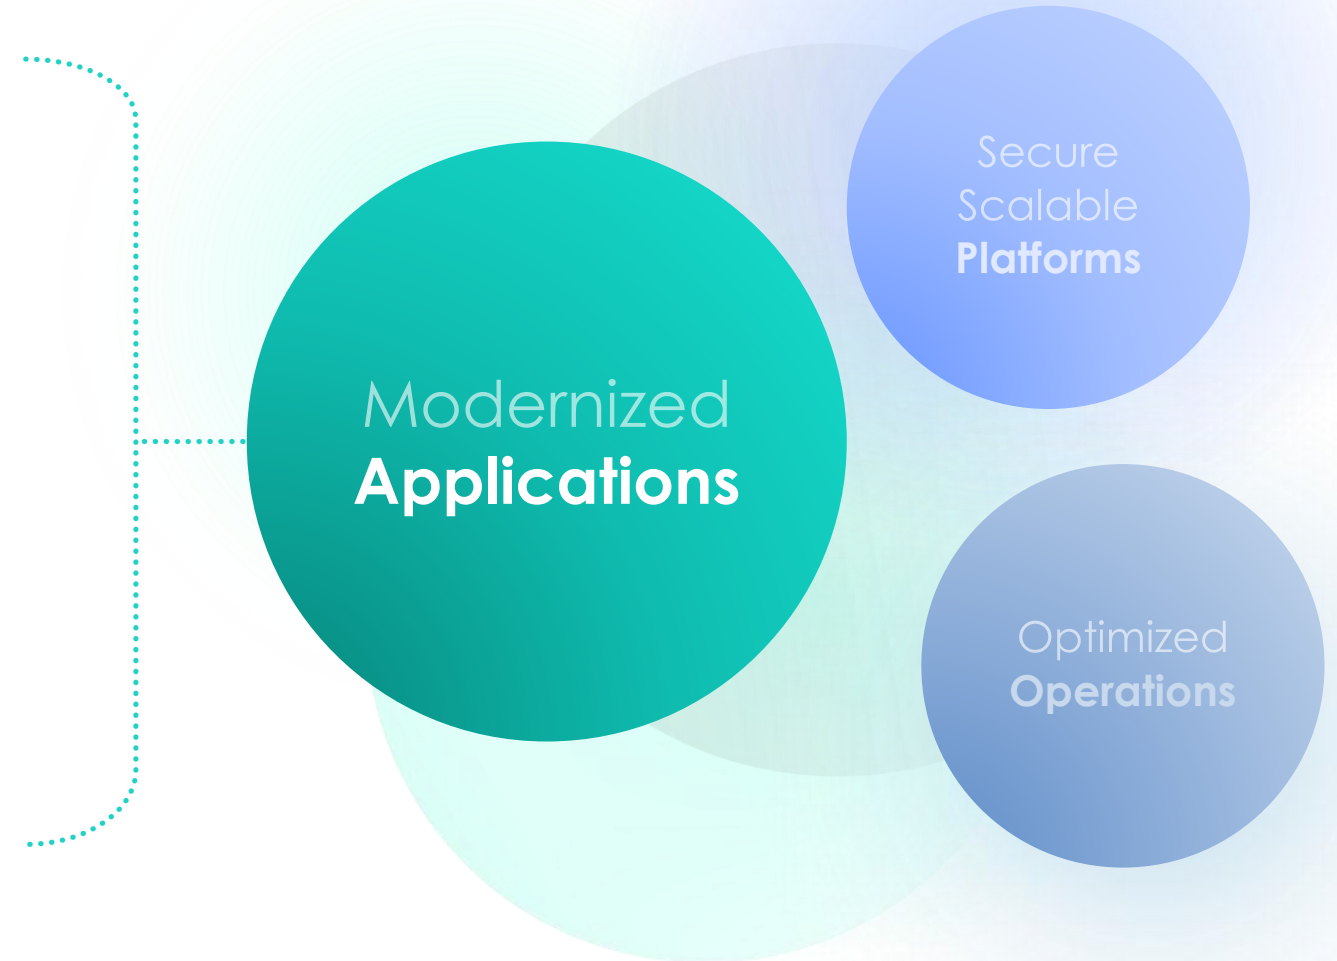 Modernized
Applications
Secure
Scalable
Platforms
Optimized
Operations